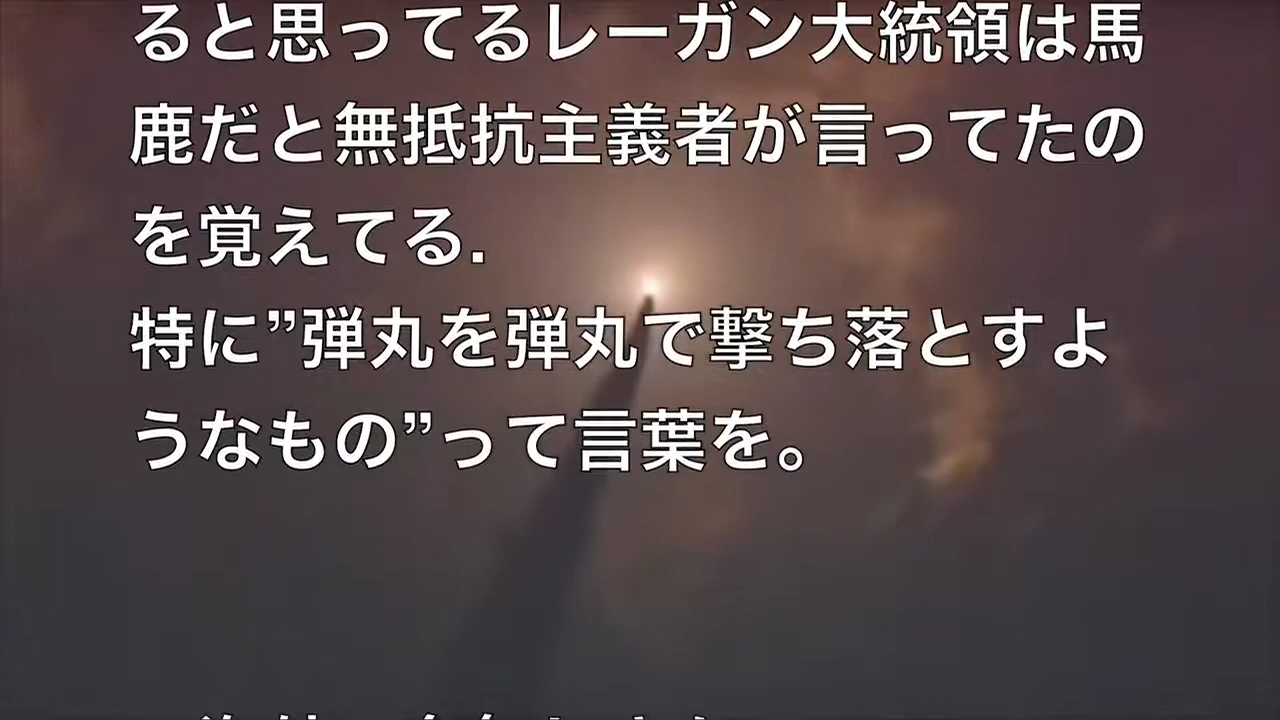 ると思ってるレーガン大統領は馬
鹿だと無抵抗主義者が言ってたの
を覚えてる.
特に”弾丸を弾丸で撃ち落とすよ
うなもの”って言葉を。